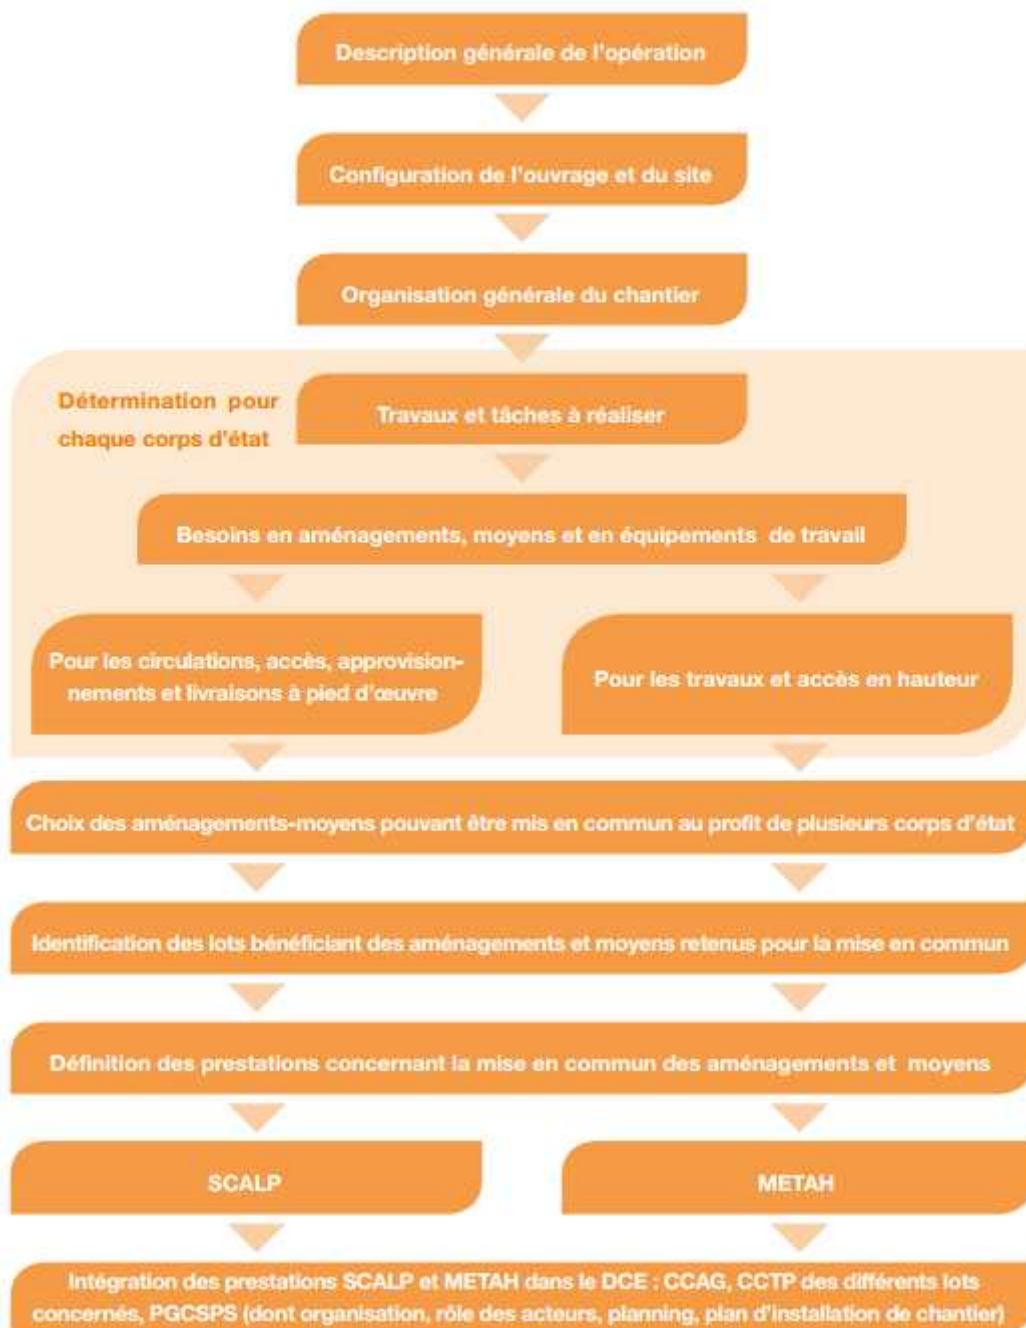 Description générale de l'opération
Configuration de l'ouvrage et du site
Organisation générale du chantier
Détermination pour
chaque corps d'état
Travaux et tâches à réaliser
Besoins en aménagements, moyens et en équipements de travail
Pour les circulations, accès, approvision-
nements et livraisons à pied d'œuvre
Pour les travaux et accès en hauteur
Choix des aménagements-moyens pouvant être mis en commun au profit de plusieurs corps d'état
Identification des lots bénéficiant des aménagements et moyens retenus pour la mise en commun
Définition des prestations concernant la mise en commun des aménagements et moyens
SCALP
METAH
Intégration des prestations SCALP et METAH dans le DCE : CCAG, CCTP des différents lots
concernés, PGCSPS (dont organisation, rôle des acteurs, planning, plan d'installation de chantier)